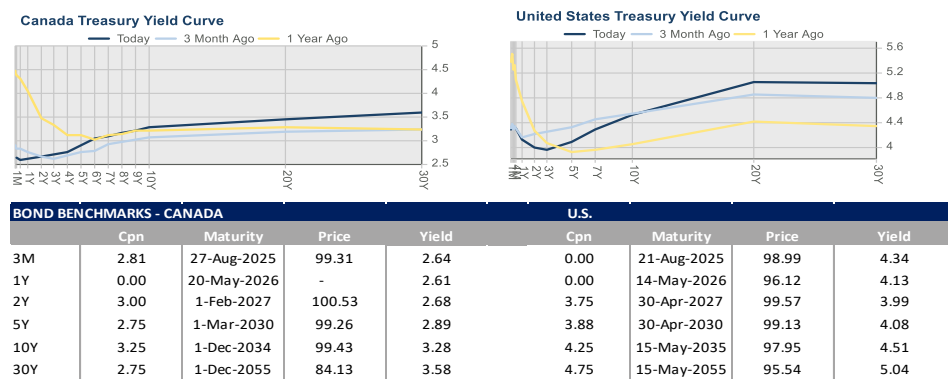 Canada Treasury Yield Curve
Today 3 Month Ago 1 Year Ago
5
4.5
4
3.5
3
2.5
1M 1Y 2Y 3Y 4Y 5Y 6Y 7Y 8Y 9Y 10Y 20Y 30Y
United States Treasury Yield Curve
Today 3 Month Ago 1 Year Ago
5.6
5.2
4.8
4.4
4
1Y 2Y 3Y 5Y 7Y 10Y 20Y 30Y
BOND BENCHMARKS - CANADA U.S.
Cpn Maturity Price Yield Cpn Maturity Price Yield
3M 2.81 27-Aug-2025 99.31 2.64 0.00 21-Aug-2025 98.99 4.34
1Y 0.00 20-May-2026 - 2.61 0.00 14-May-2026 96.12 4.13
2Y 3.00 1-Feb-2027 100.53 2.68 3.75 30-Apr-2027 99.57 3.99
5Y 2.75 1-Mar-2030 99.26 2.89 3.88 30-Apr-2030 99.13 4.08
10Y 3.25 1-Dec-2034 99.43 3.28 4.25 15-May-2035 97.95 4.51
30Y 2.75 1-Dec-2055 84.13 3.58 4.75 15-May-2055 95.54 5.04